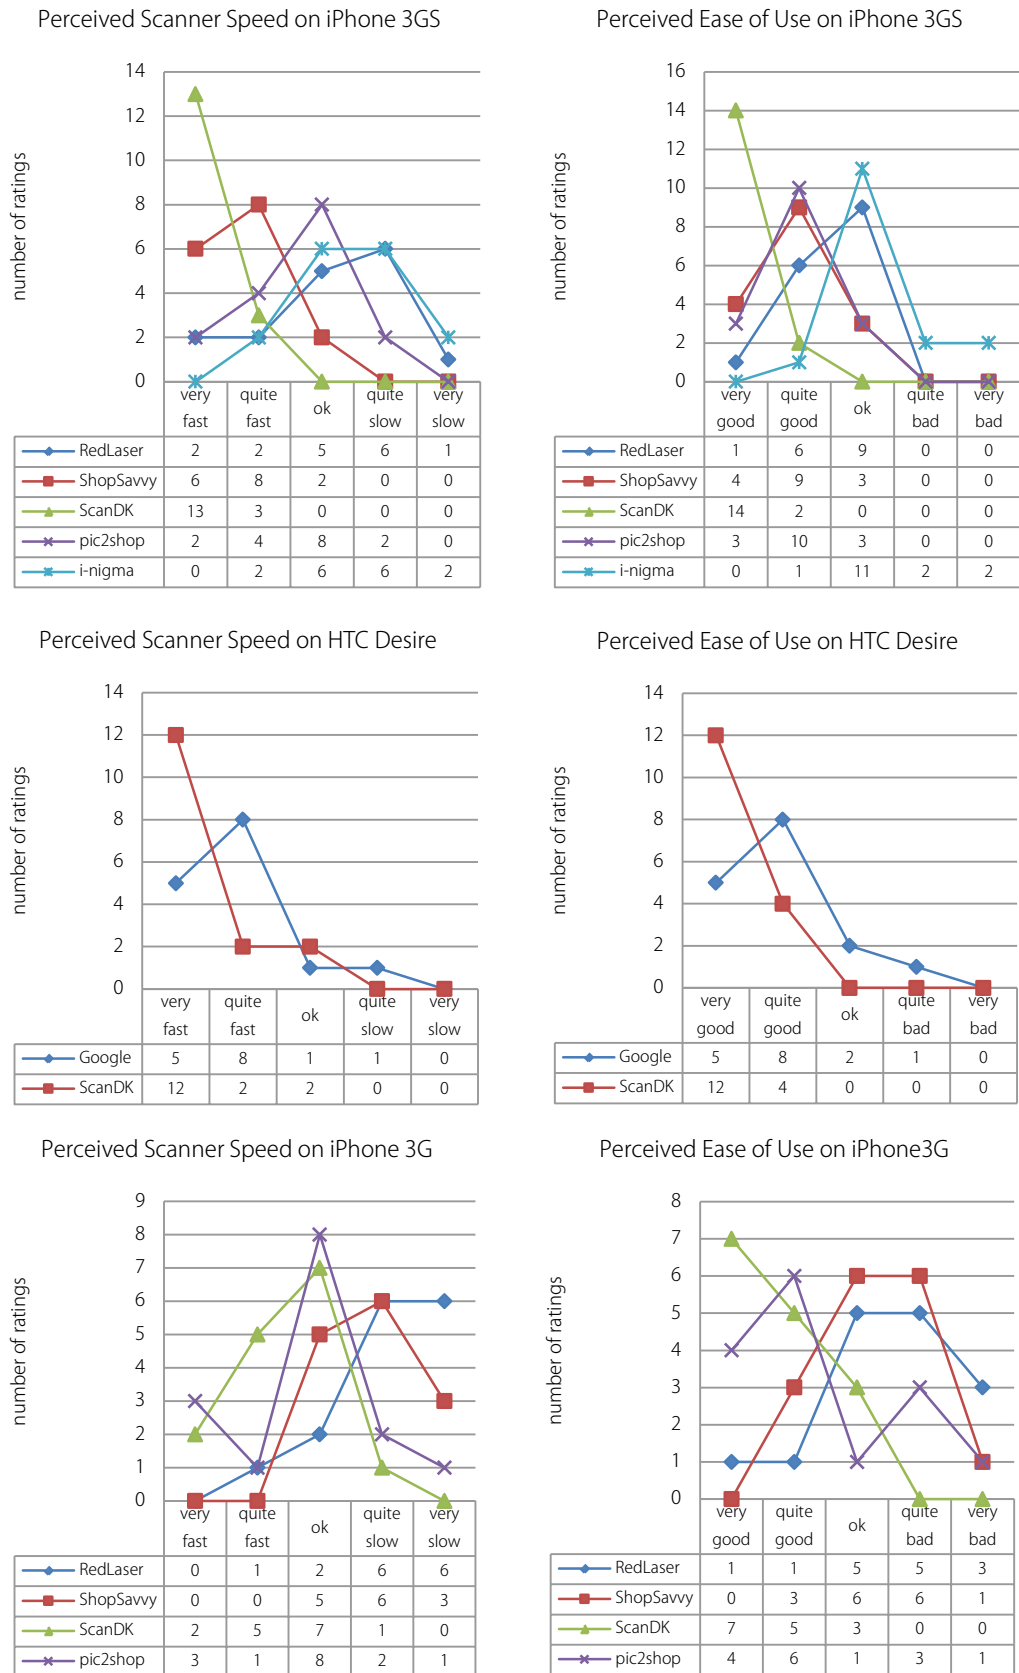 Perceived Scanner Speed on iPhone 3GS
number of ratings
14
12
10
8
6
4
2
0
very fast quite fast ok quite slow very slow
RedLaser 2 2 5 6 1
ShopSavvy 6 8 2 0 0
ScanDK 13 3 0 0 0
pic2shop 2 4 8 2 0
i-nigma 0 2 6 6 2
Perceived Ease of Use on iPhone 3GS
number of ratings
16
14
12
10
8
6
4
2
0
very good quite good ok quite bad very bad
RedLaser 1 6 9 0 0
ShopSavvy 4 9 3 0 0
ScanDK 14 2 0 0 0
pic2shop 3 10 3 0 0
i-nigma 0 1 11 2 2
Perceived Scanner Speed on HTC Desire
number of ratings
14
12
10
8
6
4
2
0
very fast quite fast ok quite slow very slow
Google 5 8 1 1 0
ScanDK 12 2 2 0 0
Perceived Ease of Use on HTC Desire
number of ratings
14
12
10
8
6
4
2
0
very good quite good ok quite bad very bad
Google 5 8 2 1 0
ScanDK 12 4 0 0 0
Perceived Scanner Speed on iPhone 3G
number of ratings
9
8
7
6
5
4
3
2
1
0
very fast quite fast ok quite slow very slow
RedLaser 0 1 2 6 6
ShopSavvy 0 0 5 6 3
ScanDK 2 5 7 1 0
pic2shop 3 1 8 2 1
Perceived Ease of Use on iPhone3G
number of ratings
8
7
6
5
4
3
2
1
0
very good quite good ok quite bad very bad
RedLaser 1 1 5 5 3
ShopSavvy 0 3 6 6 1
ScanDK 7 5 3 0 0
pic2shop 4 6 1 3 1